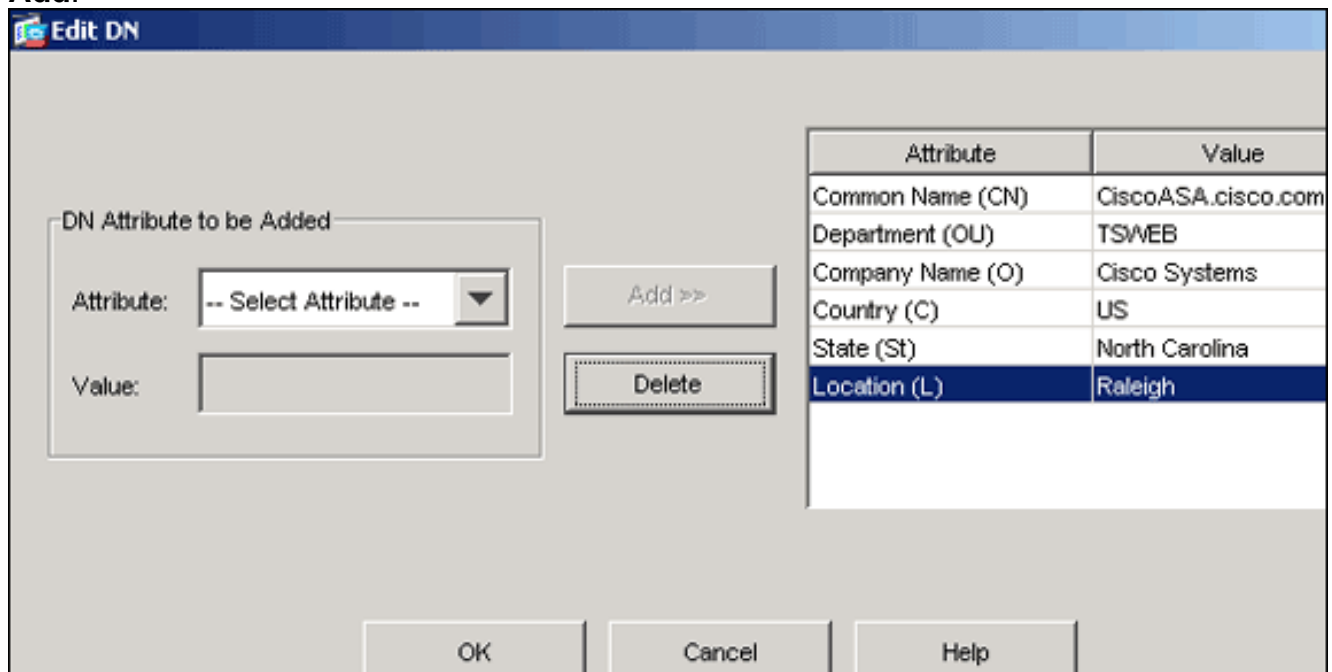 Add.
Edit DN
DN Attribute to be Added
Attribute:
-- Select Attribute --
Value:
Add >>
Delete
Attribute Value
Common Name (CN) CiscoASA.cisco.com
Department (OU) TSWEB
Company Name (O) Cisco Systems
Country (C) US
State (St) North Carolina
Location (L) Raleigh
OK
Cancel
Help